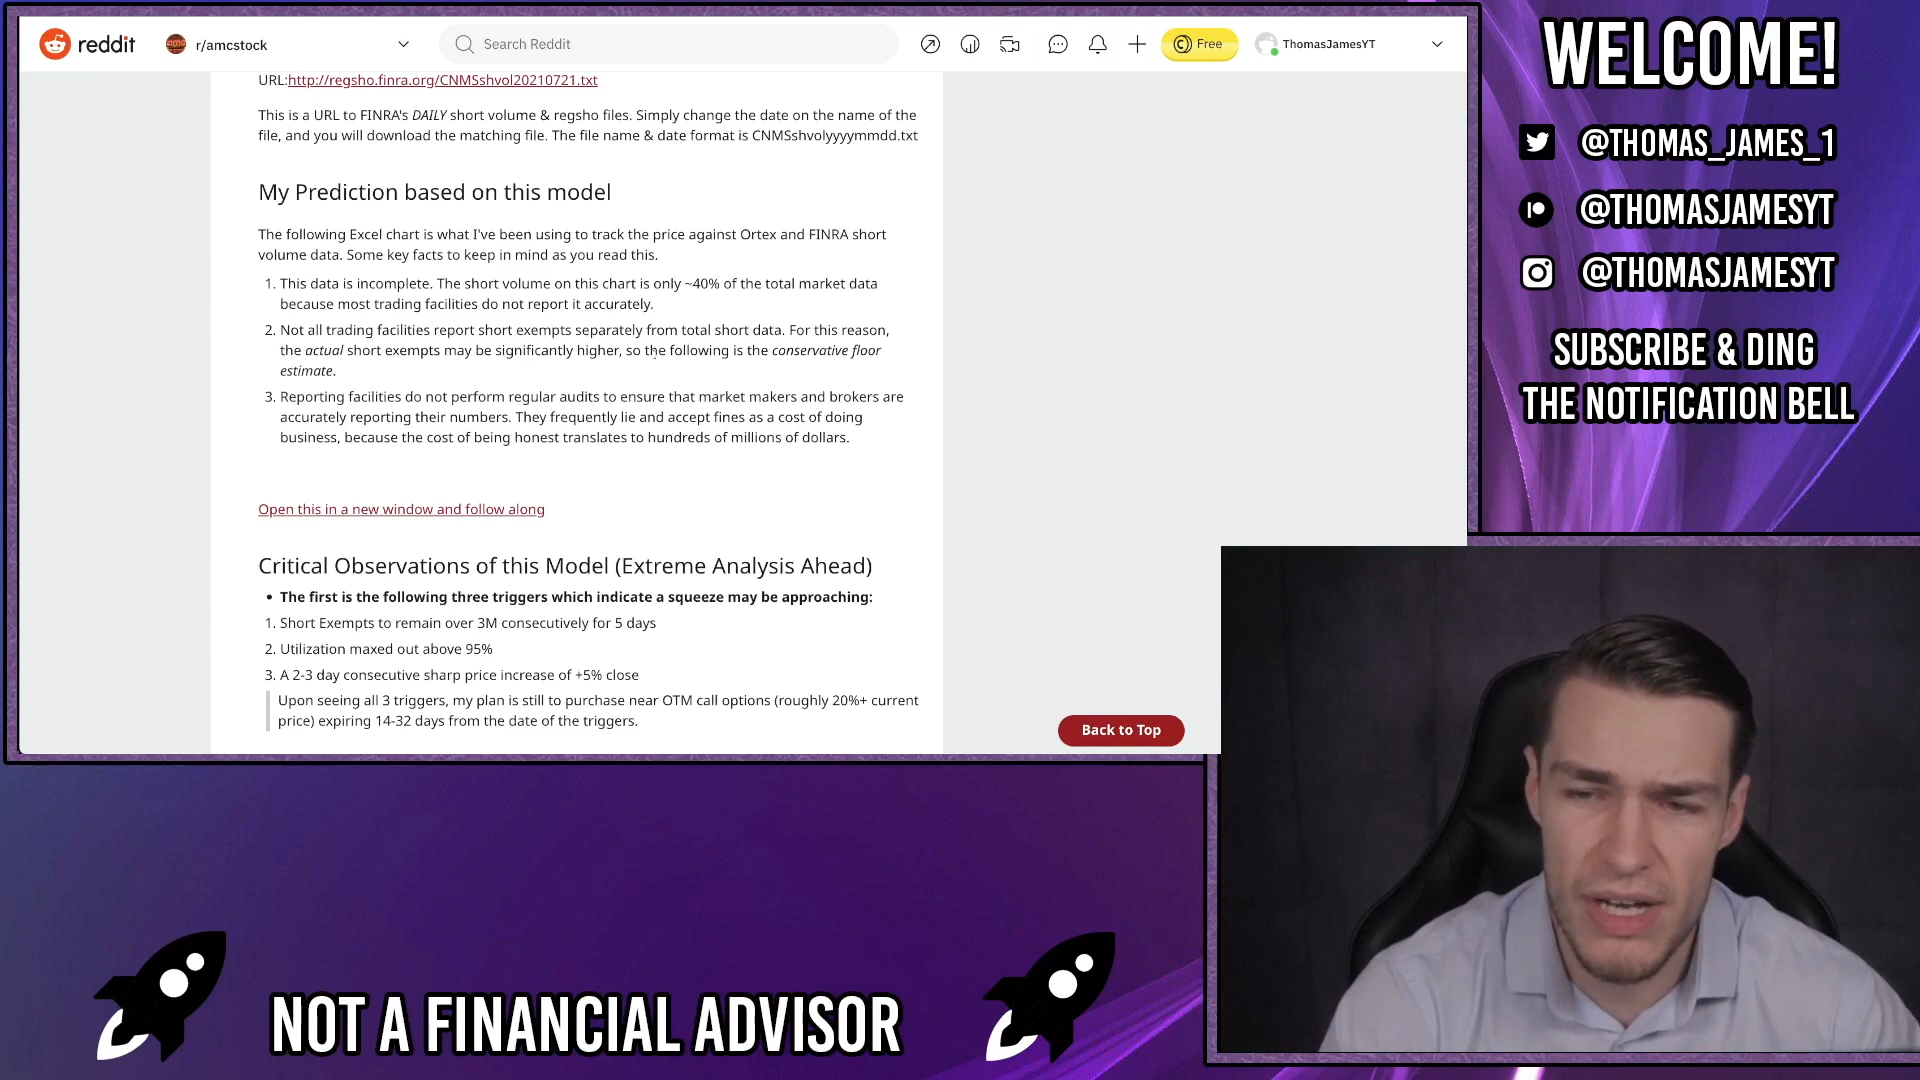 reddit
r/amcstock
Search Reddit
Free
ThomasJamesYT
URL:http://regsho.finra.org/CNMSshvol20210721.txt
This is a URL to FINRA's DAILY short volume & regsho files. Simply change the date on the name of the
file, and you will download the matching file. The file name & date format is CNMSshvolyyyymmdd.txt
My Prediction based on this model
The following Excel chart is what I've been using to track the price against Ortex and FINRA short
volume data. Some key facts to keep in mind as you read this.
1. This data is incomplete. The short volume on this chart is only ~40% of the total market data
because most trading facilities do not report it accurately.
2. Not all trading facilities report short exempts separately from total short data. For this reason,
the actual short exempts may be significantly higher, so the following is the conservative floor
estimate.
3. Reporting facilities do not perform regular audits to ensure that market makers and brokers are
accurately reporting their numbers. They frequently lie and accept fines as a cost of doing
business, because the cost of being honest translates to hundreds of millions of dollars.
Open this in a new window and follow along
Critical Observations of this Model (Extreme Analysis Ahead)
• The first is the following three triggers which indicate a squeeze may be approaching:
1. Short Exempts to remain over 3M consecutively for 5 days
2. Utilization maxed out above 95%
3. A 2-3 day consecutive sharp price increase of +5% close
Upon seeing all 3 triggers, my plan is still to purchase near OTM call options (roughly 20%+ current
price) expiring 14-32 days from the date of the triggers.
Back to Top
WELCOME!
@THOMAS_JAMES_1
@THOMASJAMESYT
@THOMASJAMESYT
SUBSCRIBE & DING
THE NOTIFICATION BELL
NOT A FINANCIAL ADVISOR